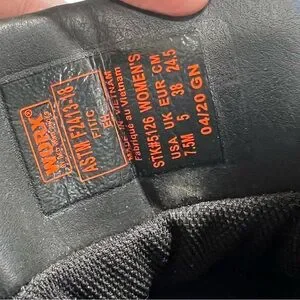 WORX
ASTM F2413-18
F/I/C
EH
MADE IN VIETNAM
Fabriqué au Vietnam
STK#5126 WOMEN'S
USA UK EUR CM
7.5M 5 38 24.5
04/20 GN